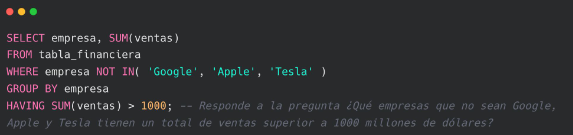 SELECT empresa, SUM(ventas)
FROM tabla_financiera
WHERE empresa NOT IN( 'Google', 'Apple', 'Tesla' )
GROUP BY empresa
HAVING SUM(ventas) > 1000; -- Responde a la pregunta ¿Qué empresas que no sean Google,
Apple y Tesla tienen un total de ventas superior a 1000 millones de dólares?